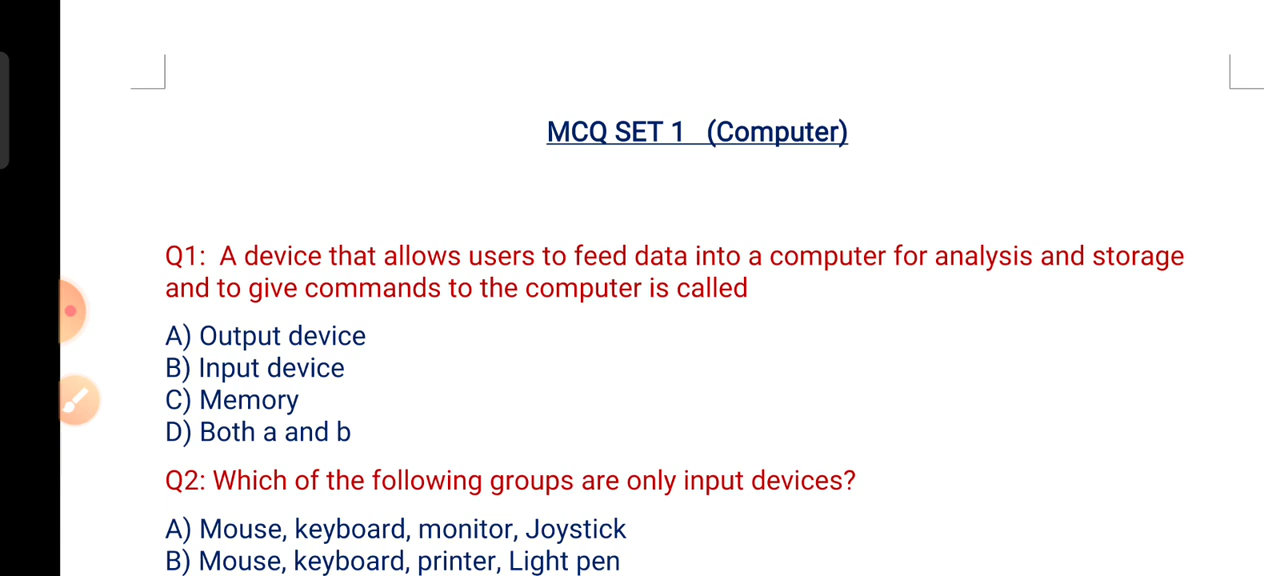 MCQ SET 1 (Computer)
Q1: A device that allows users to feed data into a computer for analysis and storage
and to give commands to the computer is called
A) Output device
B) Input device
C) Memory
D) Both a and b
Q2: Which of the following groups are only input devices?
A) Mouse, keyboard, monitor, Joystick
B) Mouse, keyboard, printer, Light pen